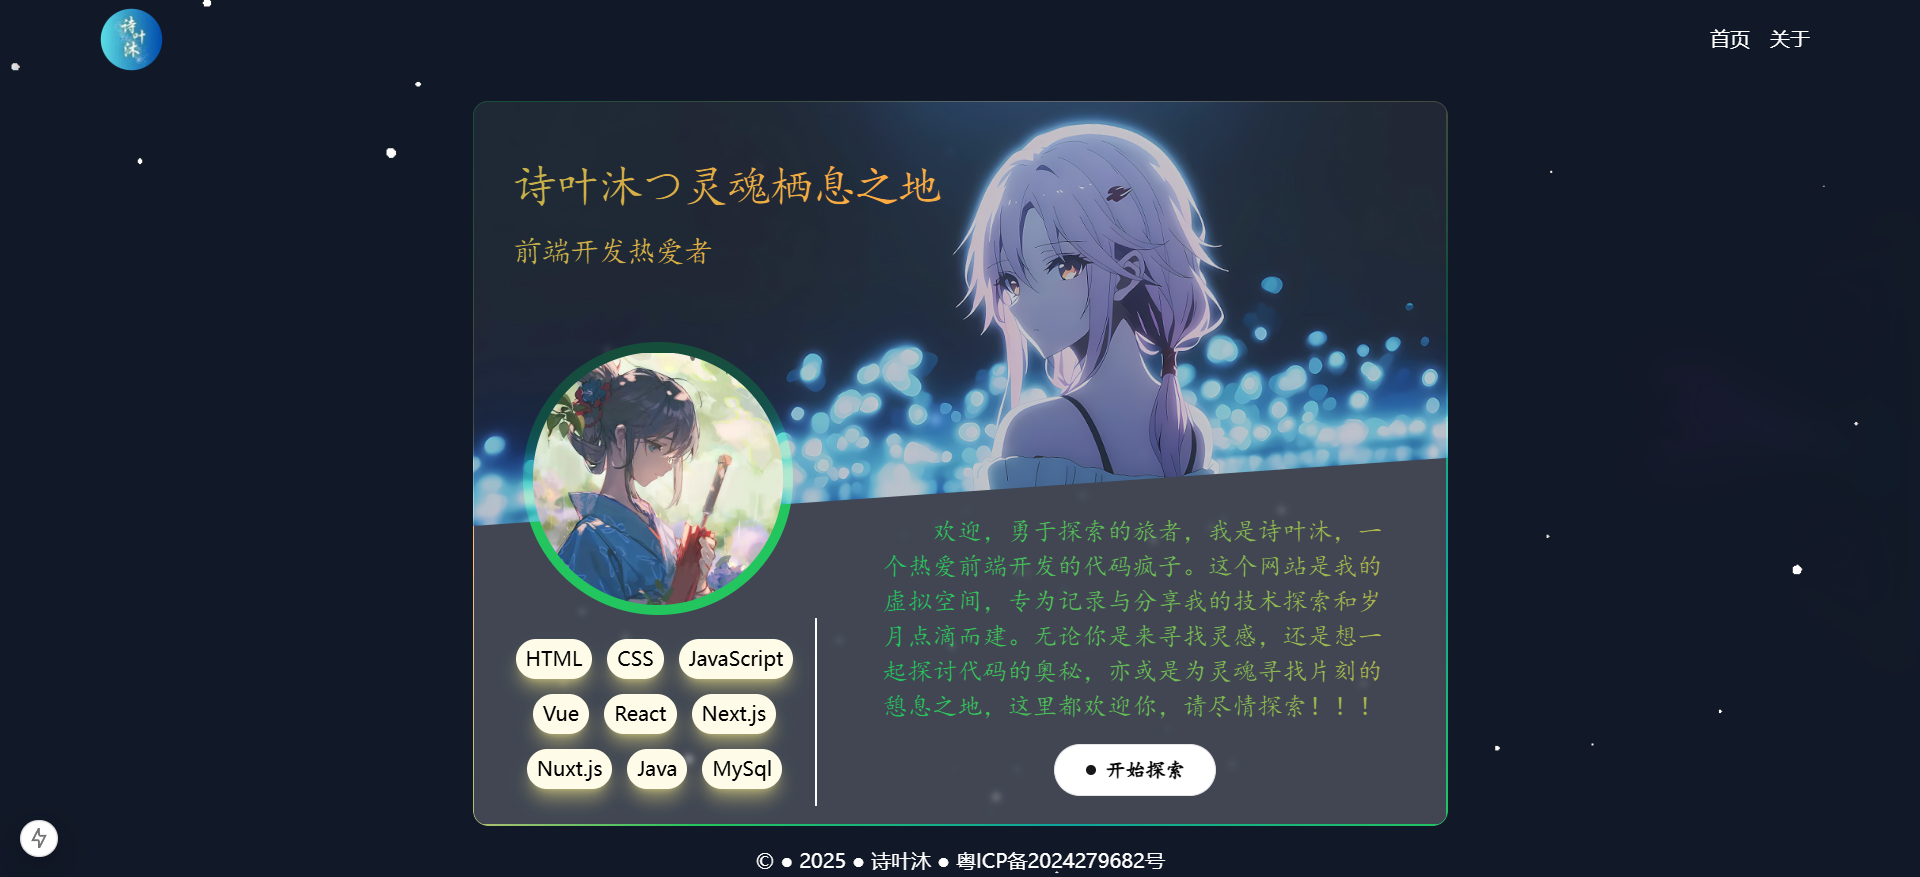 诗叶沐
首页 关于
诗叶沐つ灵魂栖息之地
前端开发热爱者
欢迎，勇于探索的旅者，我是诗叶沐，一
个热爱前端开发的代码疯子。这个网站是我的
虚拟空间，专为记录与分享我的技术探索和岁
月点滴而建。无论你是来寻找灵感，还是想一
起探讨代码的奥秘，亦或是为灵魂寻找片刻的
憩息之地，这里都欢迎你，请尽情探索！！！
HTML CSS JavaScript
Vue React Next.js
Nuxt.js Java MySql
● 开始探索
© ● 2025 ● 诗叶沐 ● 粤ICP备2024279682号